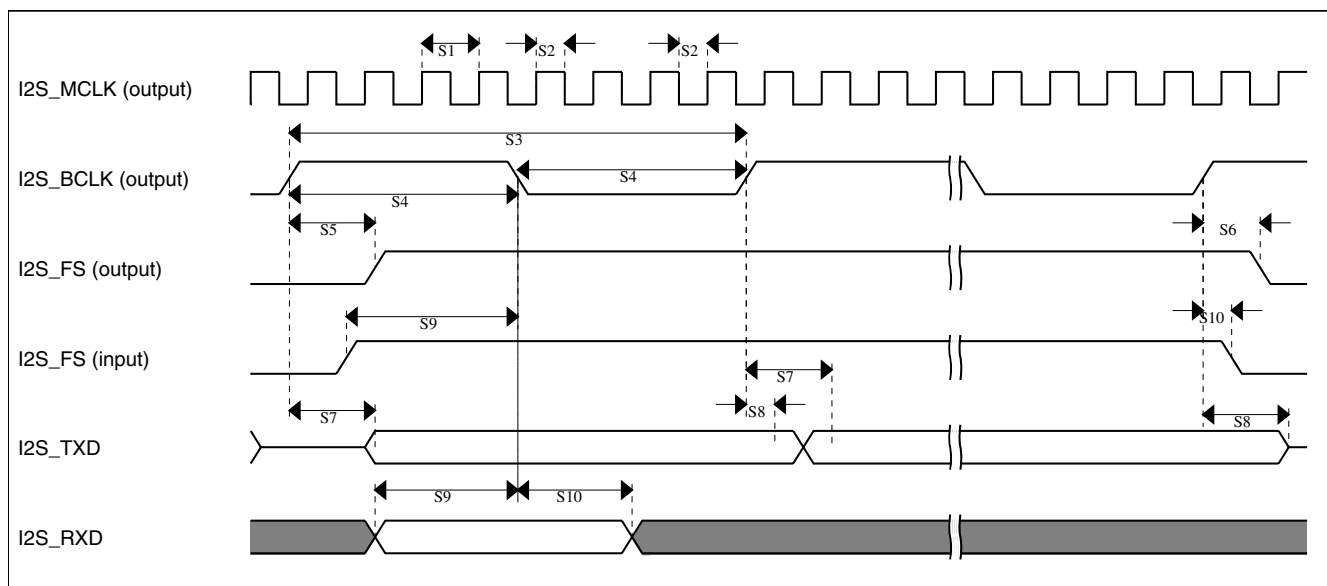 S1
S2
S2
I2S_MCLK (output)
S3
I2S_BCLK (output)
S4
S4
S5
S6
I2S_FS (output)
S9
S10
I2S_FS (input)
S7
S7
S8
S8
I2S_TXD
S9
S10
I2S_RXD